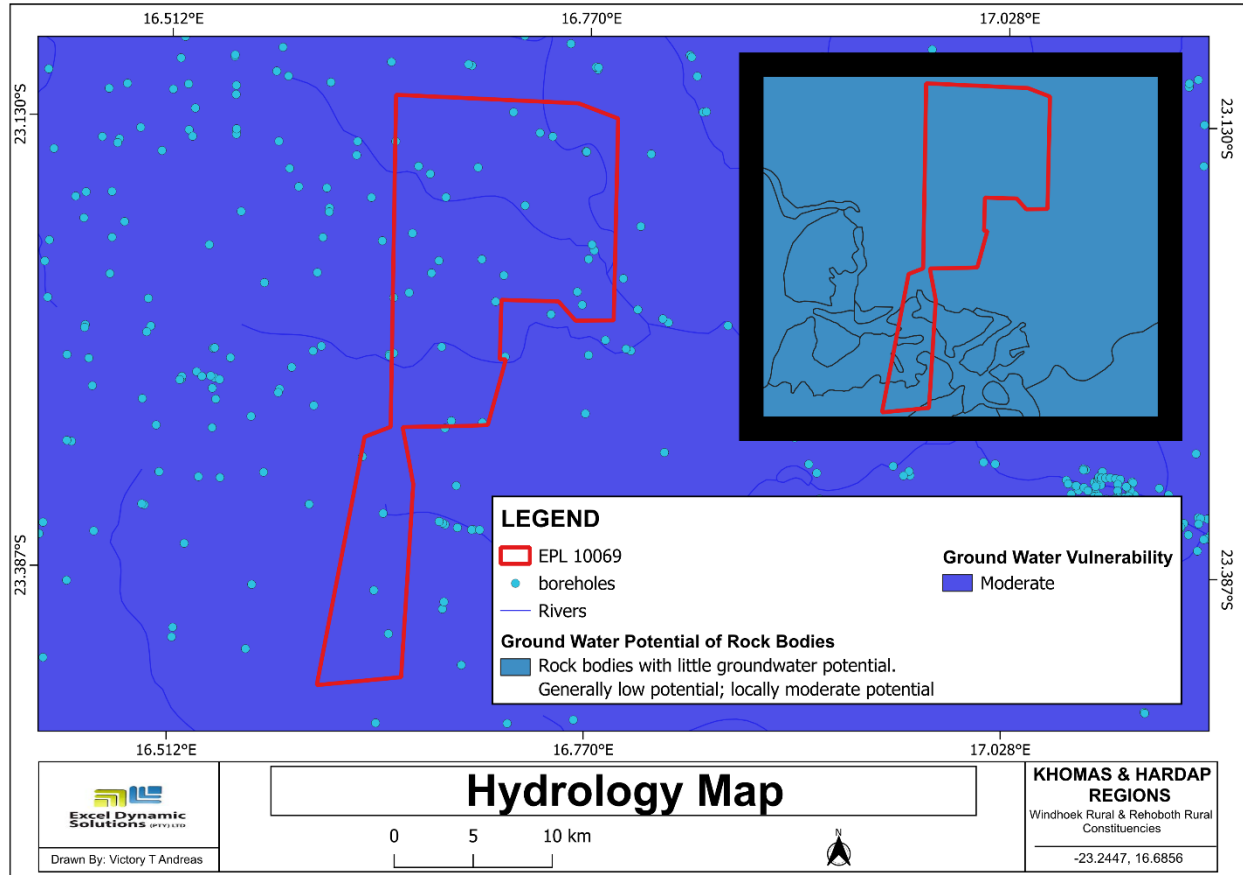 16.512°E 16.770°E 17.028°E
23.130°S 23.130°S
23.387°S 23.387°S
LEGEND
EPL 10069
boreholes
Rivers
Ground Water Potential of Rock Bodies
Rock bodies with little groundwater potential.
Generally low potential; locally moderate potential
Ground Water Vulnerability
Moderate
16.512°E 16.770°E 17.028°E
Excel Dynamic
Solutions (PTY) LTD
Drawn By: Victory T Andreas
Hydrology Map
0 5 10 km
N
KHOMAS & HARDAP
REGIONS
Windhoek Rural & Rehoboth Rural
Constituencies
-23.2447, 16.6856